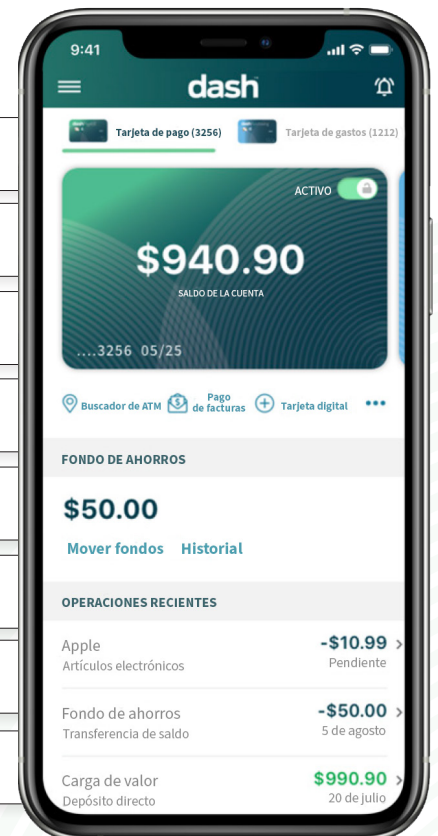 9:41
dash
Tarjeta de pago (3256)
Tarjeta de gastos (1212)
ACTIVO
$940.90
SALDO DE LA CUENTA
....3256 05/25
Buscador de ATM
Pago
de facturas
Tarjeta digital
FONDO DE AHORROS
$50.00
Mover fondos Historial
OPERACIONES RECIENTES
Apple -$10.99
Artículos electrónicos Pendiente
Fondo de ahorros -$50.00
Transferencia de saldo 5 de agosto
Carga de valor $990.90
Depósito directo 20 de julio